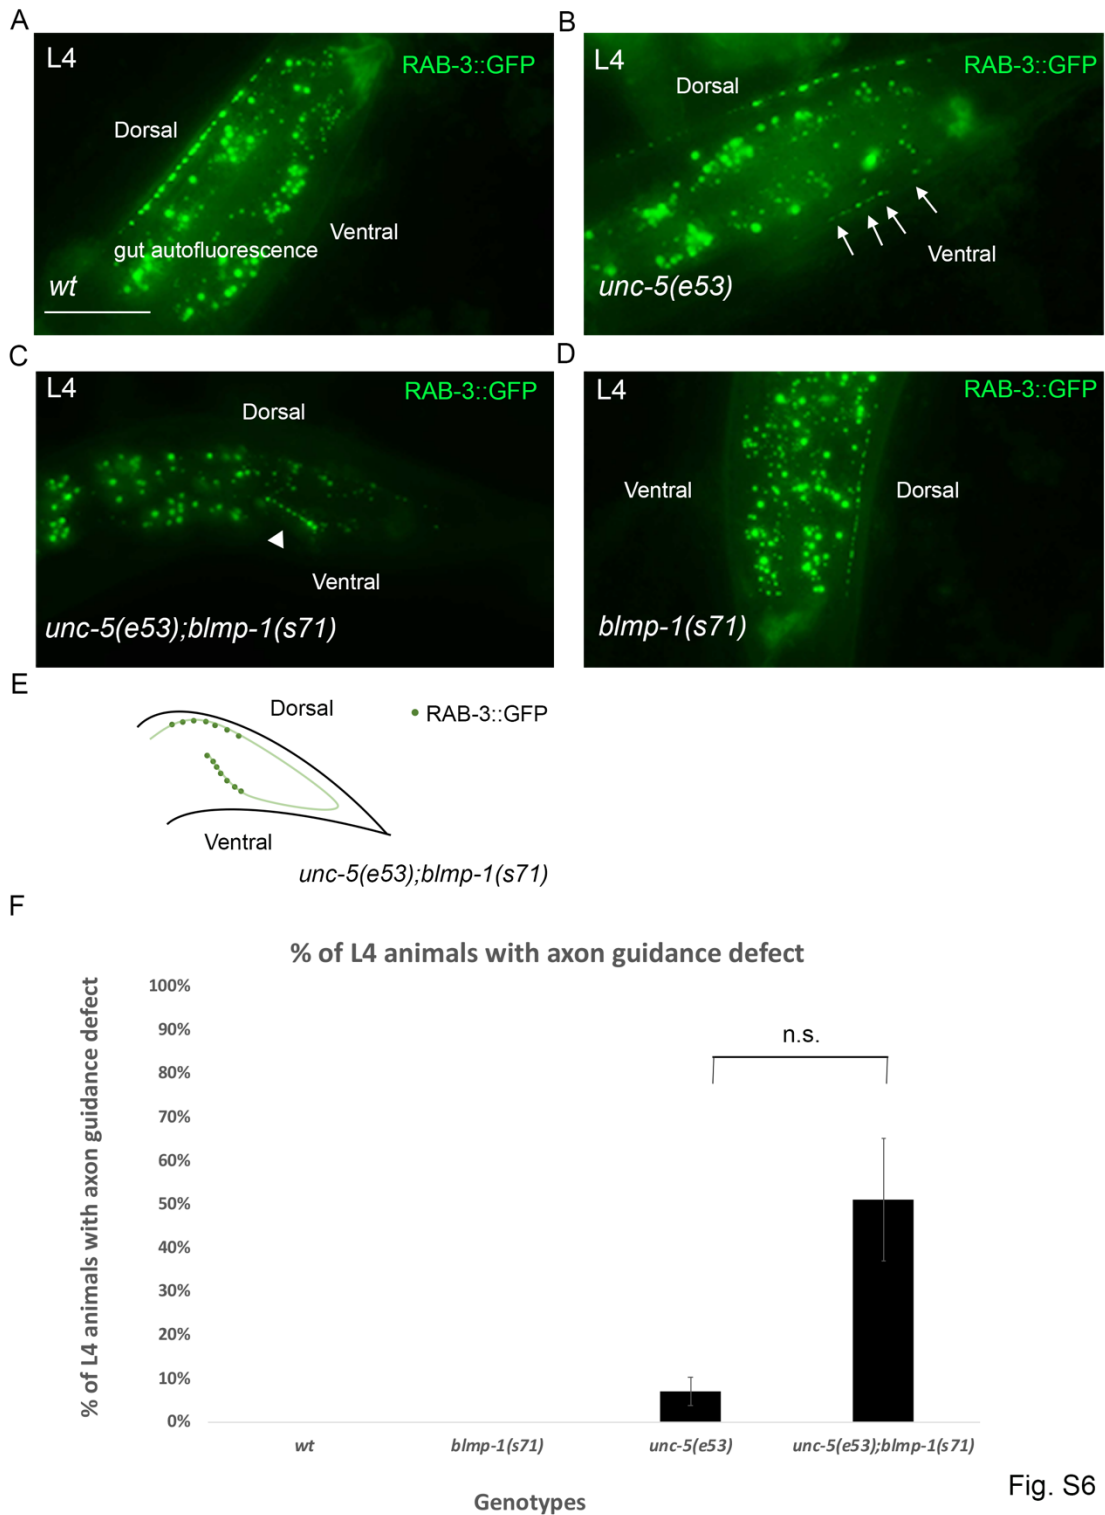 A
L4
RAB-3::GFP
Dorsal
Ventral
gut autofluorescence
wt
B
L4
RAB-3::GFP
Dorsal
Ventral
unc-5(e53)
C
L4
RAB-3::GFP
Dorsal
Ventral
unc-5(e53);blmp-1(s71)
D
L4
RAB-3::GFP
Ventral
Dorsal
blmp-1(s71)
E
Dorsal
RAB-3::GFP
Ventral
unc-5(e53);blmp-1(s71)
F
% of L4 animals with axon guidance defect
% of L4 animals with axon guidance defect
100%
90%
80%
70%
60%
50%
40%
30%
20%
10%
0%
n.s.
wt
blmp-1(s71)
unc-5(e53)
unc-5(e53);blmp-1(s71)
Genotypes
Fig. S6